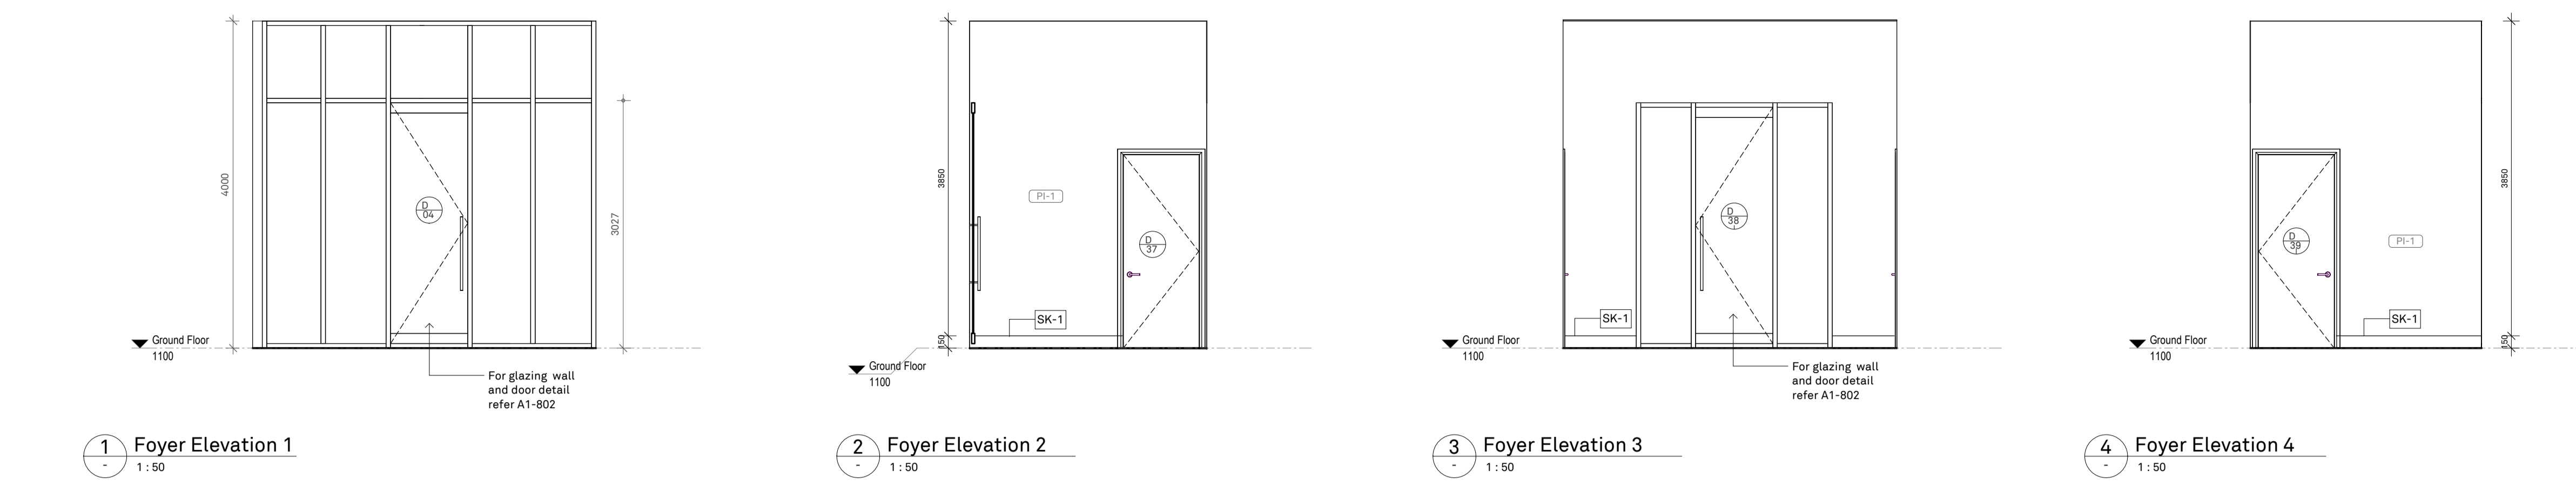 4000
3027
D
04
Ground Floor
1100
For glazing wall
and door detail
refer A1-802
1
-
Foyer Elevation 1
1 : 50
3850
150
PI-1
D
37
SK-1
Ground Floor
1100
2
-
Foyer Elevation 2
1 : 50
D
38
SK-1
Ground Floor
1100
For glazing wall
and door detail
refer A1-802
3
-
Foyer Elevation 3
1 : 50
3850
150
D
39
PI-1
SK-1
Ground Floor
1100
4
-
Foyer Elevation 4
1 : 50